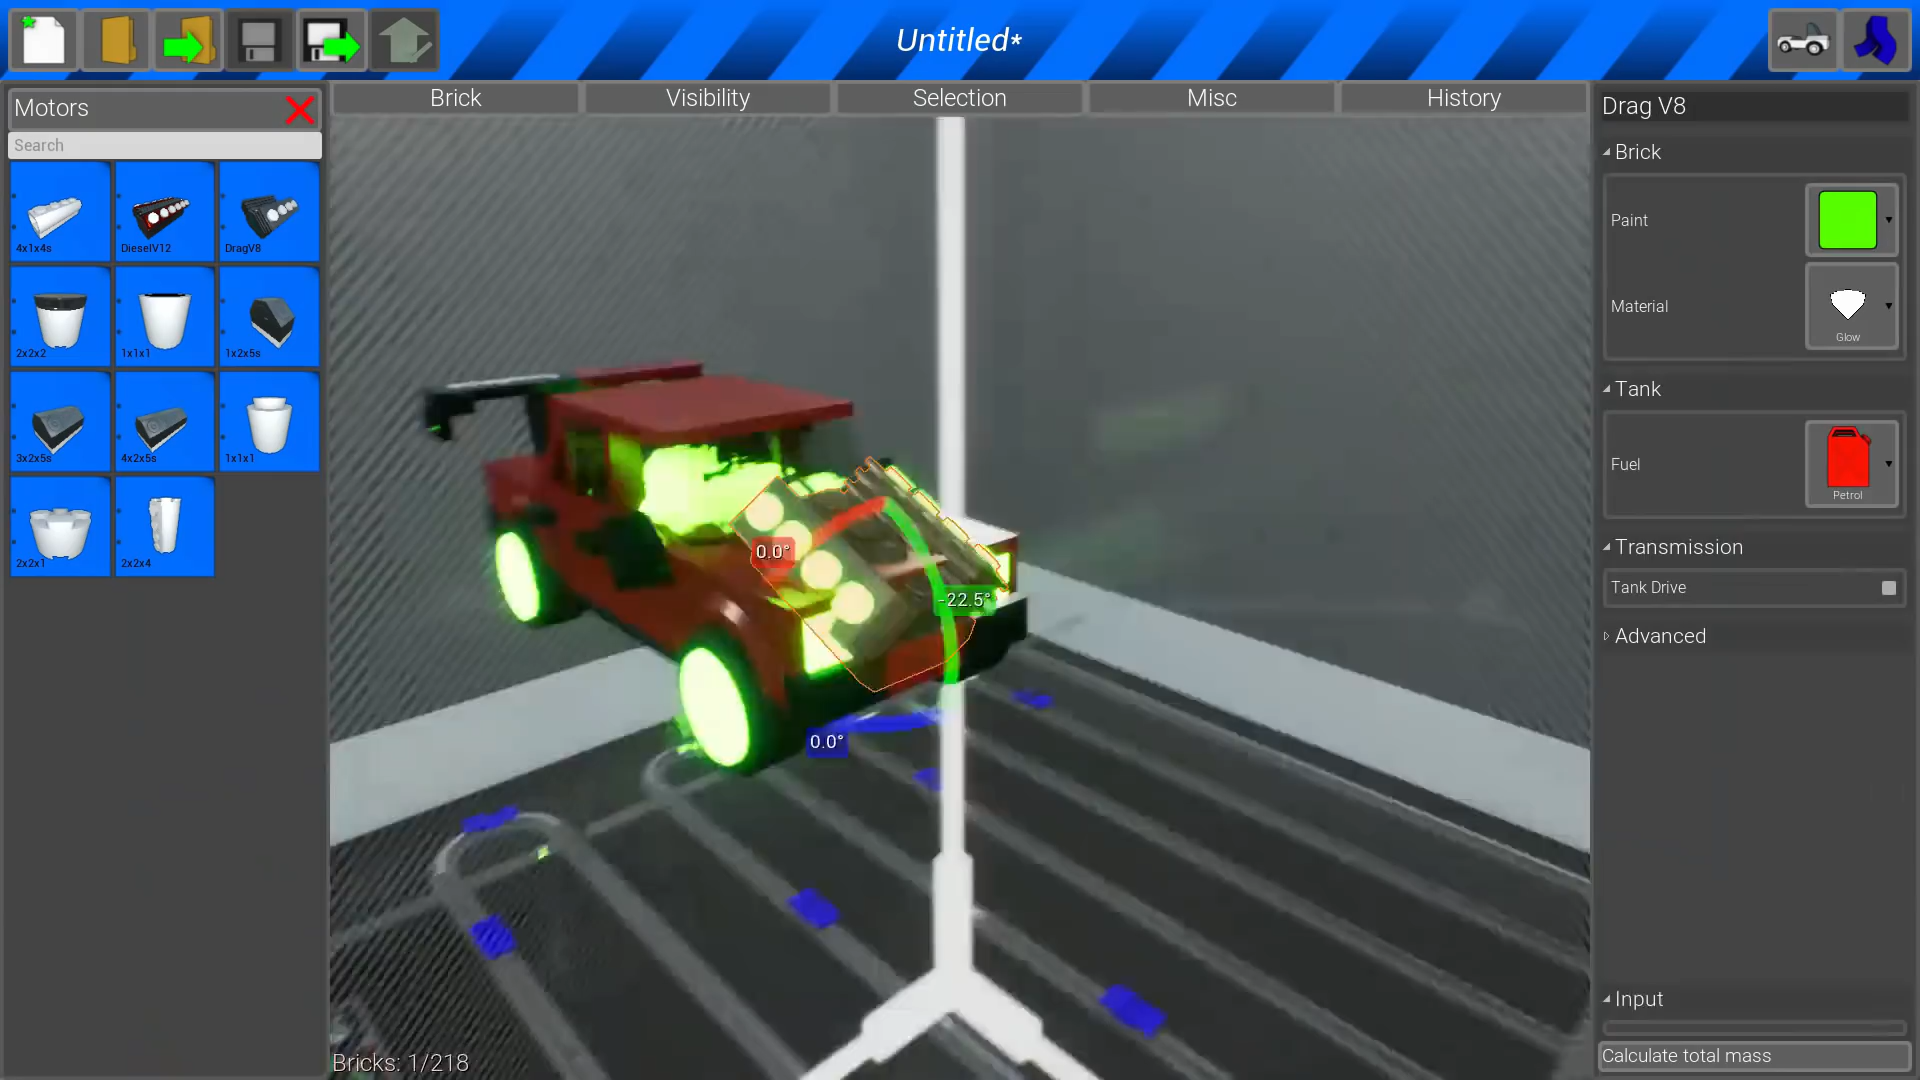 Untitled*
Motors
Search
4x1x4s
DieselV12
DragV8
2x2x2
1x1x1
1x2x5s
3x2x5s
4x2x5s
1x1x1
2x2x1
2x2x4
Brick
Visibility
Selection
Misc
History
0.0°
-22.5°
0.0°
Bricks: 1/218
Drag V8
Brick
Paint
Material
Glow
Tank
Fuel
Petrol
Transmission
Tank Drive
Advanced
Input
Calculate total mass